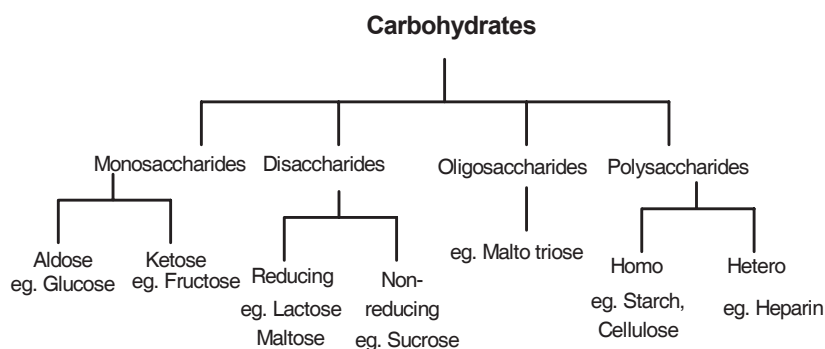 Carbohydrates
Monosaccharides
Disaccharides
Oligosaccharides
Polysaccharides
Aldose
eg. Glucose
Ketose
eg. Fructose
Reducing
eg. Lactose
Maltose
Non-
reducing
eg. Sucrose
eg. Malto triose
Homo
eg. Starch,
Cellulose
Hetero
eg. Heparin